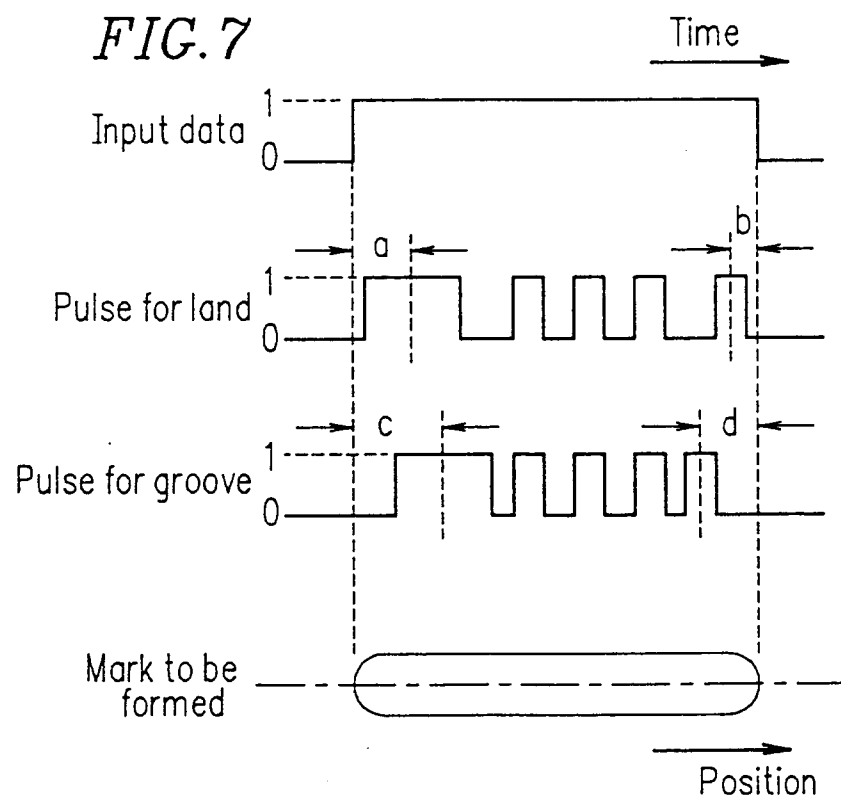 FIG. 7
Time
1
Input data
0
a
b
1
Pulse for land
0
c
d
1
Pulse for groove
0
Mark to be
formed
Position